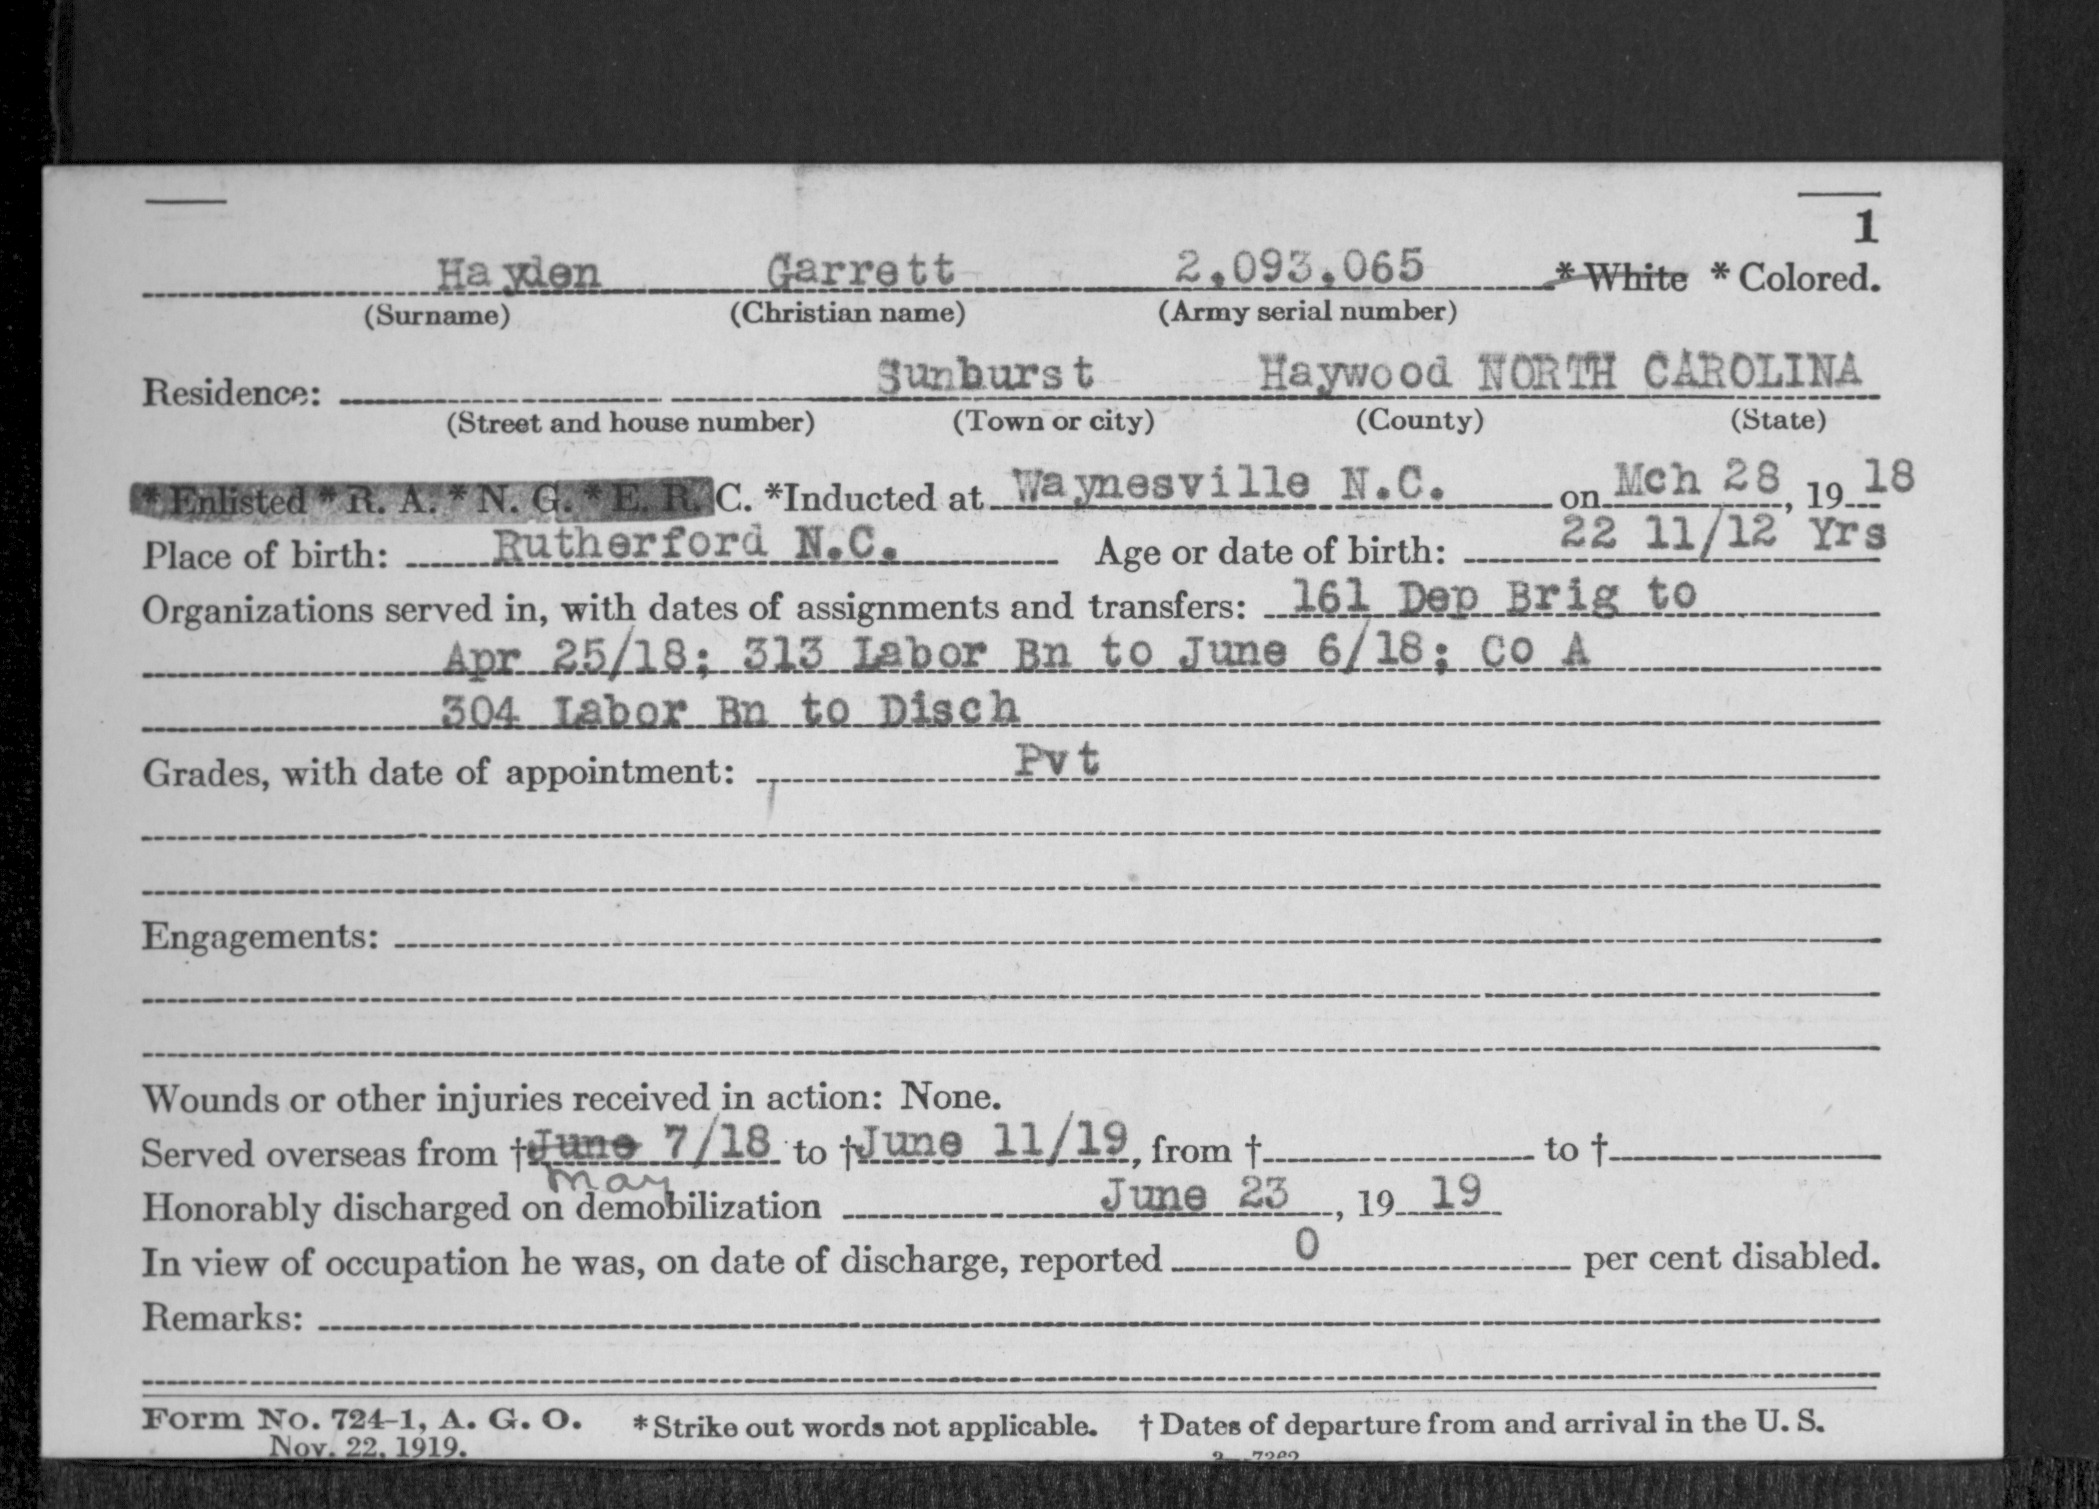 1
Hayden Garrett 2,093,065 * White * Colored.
(Surname) (Christian name) (Army serial number)
Residence: Sunburst Haywood NORTH CAROLINA
(Street and house number) (Town or city) (County) (State)
* Enlisted * R. A. * N. G. * E. R. C. *Inducted at Waynesville N.C. on Mch 28, 19 18
Place of birth: Rutherford N.C. Age or date of birth: 22 11/12 Yrs
Organizations served in, with dates of assignments and transfers: 161 Dep Brig to
Apr 25/18; 313 Labor Bn to June 6/18; Co A
304 Labor Bn to Disch
Grades, with date of appointment: Pvt
Engagements:
Wounds or other injuries received in action: None.
Served overseas from †June 7/18 to †June 11/19, from † to †
May
Honorably discharged on demobilization June 23, 19 19
In view of occupation he was, on date of discharge, reported 0 per cent disabled.
Remarks:
Form No. 724-1, A. G. O. * Strike out words not applicable. † Dates of departure from and arrival in the U. S.
Nov. 22, 1919.